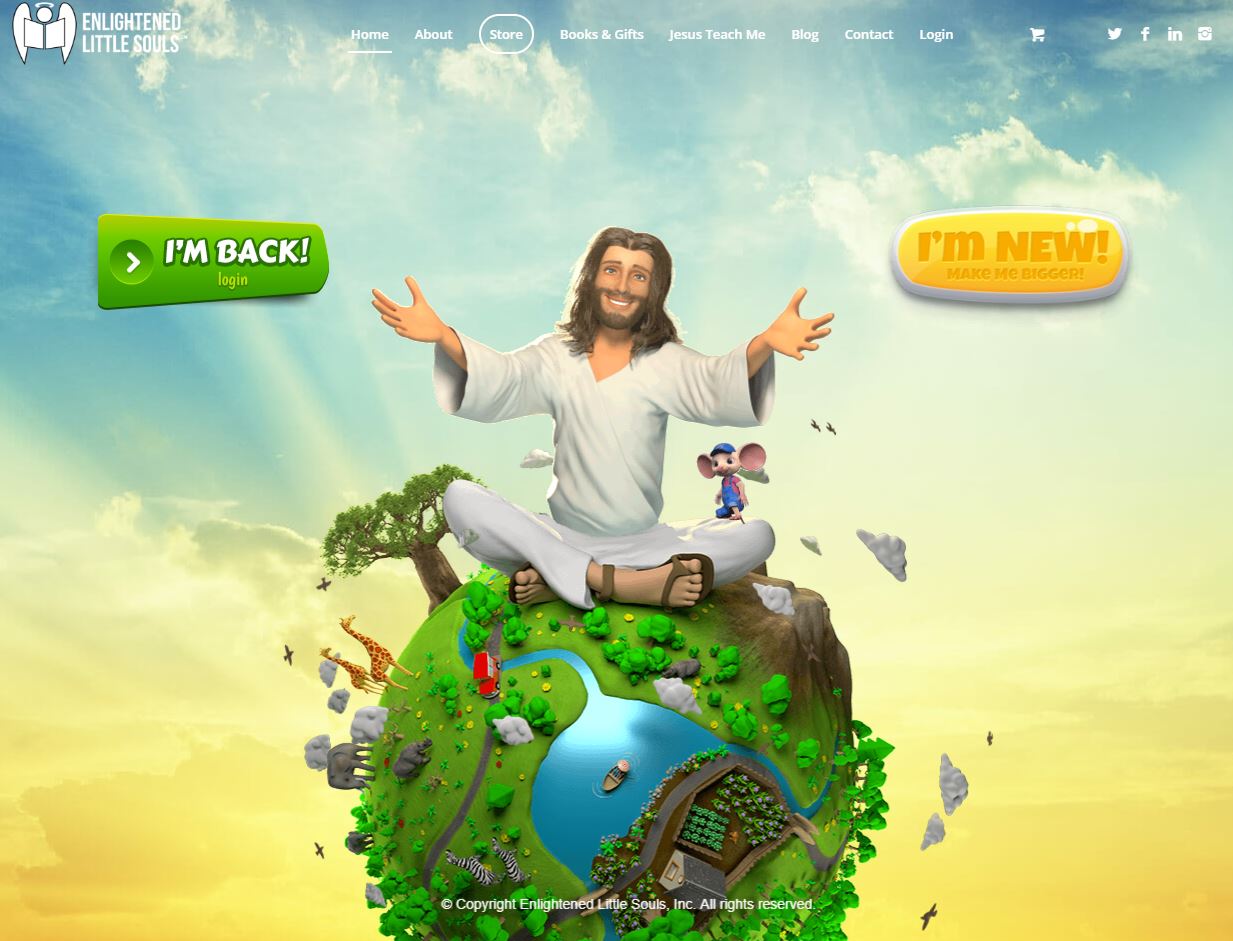 ENLIGHTENED
LITTLE SOULS
Home About Store Books & Gifts Jesus Teach Me Blog Contact Login
I'M BACK!
login
I'm NEW!
MAKE ME BIGGER!
© Copyright Enlightened Little Souls, Inc. All rights reserved.